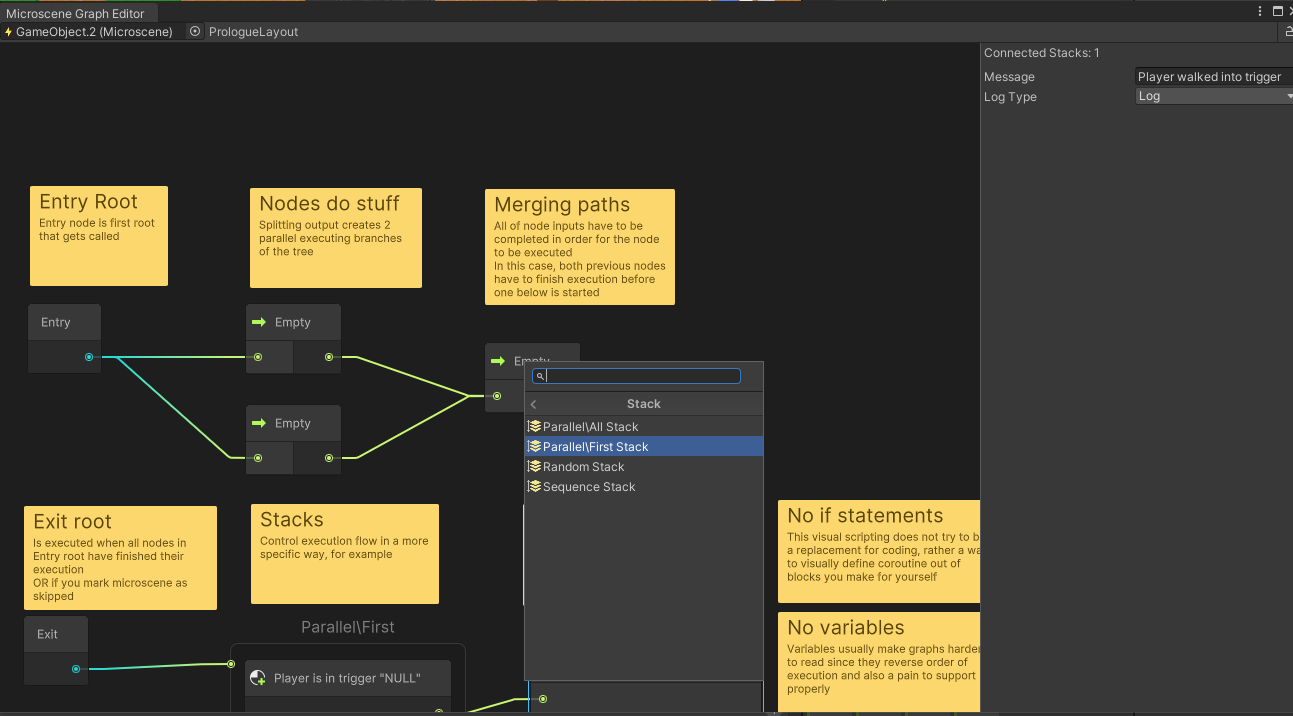 Microscene Graph Editor
GameObject.2 (Microscene)
PrologueLayout
Connected Stacks: 1
Message
Player walked into trigger
Log Type
Log
Entry Root
Entry node is first root
that gets called
Nodes do stuff
Splitting output creates 2
parallel executing branches
of the tree
Merging paths
All of node inputs have to be
completed in order for the node
to be executed
In this case, both previous nodes
have to finish execution before
one below is started
Entry
Empty
Empty
Empty
Stack
Parallel\All Stack
Parallel\First Stack
Random Stack
Sequence Stack
Exit root
Is executed when all nodes in
Entry root have finished their
execution
OR if you mark microscene as
skipped
Stacks
Control execution flow in a more
specific way, for example
No if statements
This visual scripting does not try to b
a replacement for coding, rather a wa
to visually define coroutine out of
blocks you make for yourself
No variables
Variables usually make graphs harder
to read since they reverse order of
execution and also a pain to support
properly
Exit
Parallel\First
Player is in trigger "NULL"